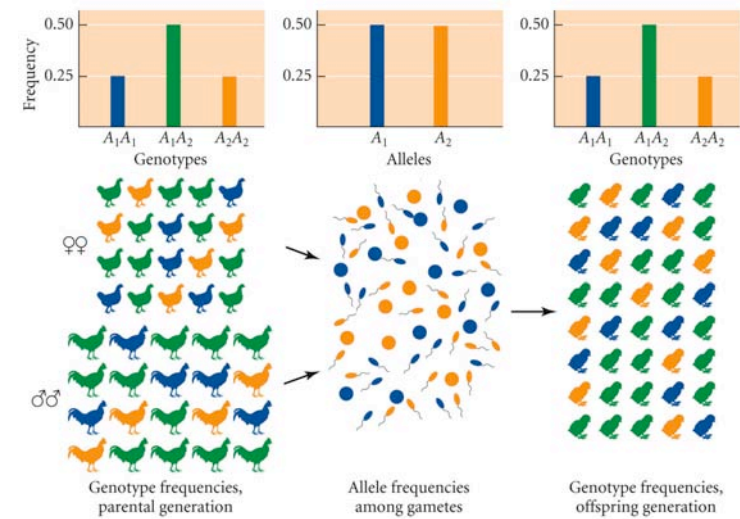 Frequency
0.50
0.25
A₁A₁ A₁A₂ A₂A₂
Genotypes
0.50
0.25
A₁ A₂
Alleles
0.50
0.25
A₁A₁ A₁A₂ A₂A₂
Genotypes
♀♀
♂♂
Genotype frequencies,
parental generation
Allele frequencies
among gametes
Genotype frequencies,
offspring generation